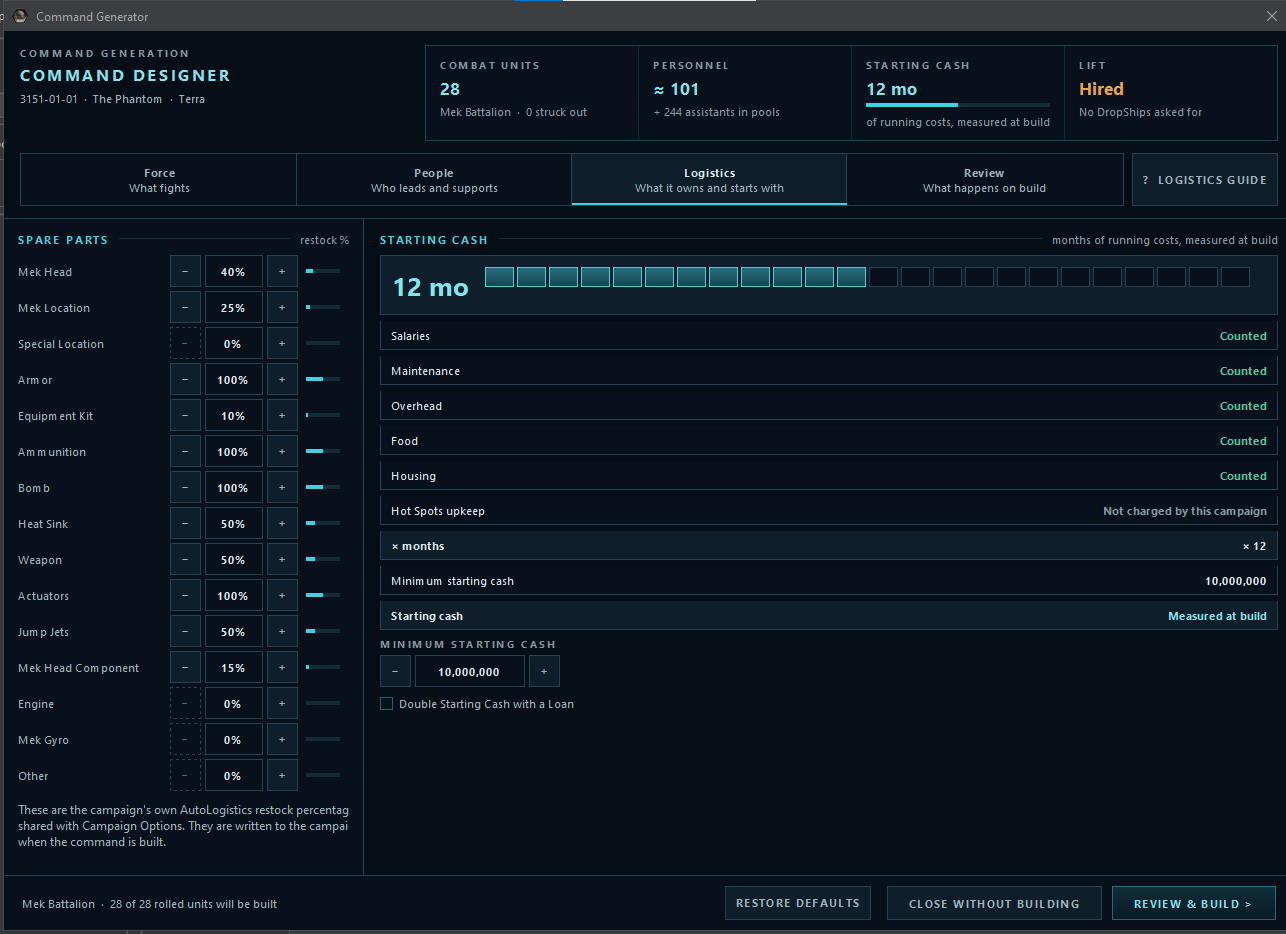 Command Generator
COMMAND GENERATION
COMMAND DESIGNER
3151-01-01 · The Phantom · Terra
COMBAT UNITS
28
Mek Battalion · 0 struck out
PERSONNEL
≈ 101
+ 244 assistants in pools
STARTING CASH
12 mo
of running costs, measured at build
LIFT
Hired
No DropShips asked for
Force
What fights
People
Who leads and supports
Logistics
What it owns and starts with
Review
What happens on build
? LOGISTICS GUIDE
SPARE PARTS restock %
Mek Head − 40% +
Mek Location − 25% +
Special Location − 0% +
Armor − 100% +
Equipment Kit − 10% +
Ammunition − 100% +
Bomb − 100% +
Heat Sink − 50% +
Weapon − 50% +
Actuators − 100% +
Jump Jets − 50% +
Mek Head Component − 15% +
Engine − 0% +
Mek Gyro − 0% +
Other − 0% +
These are the campaign's own AutoLogistics restock percentag
shared with Campaign Options. They are written to the campai
when the command is built.
STARTING CASH months of running costs, measured at build
12 mo
Salaries Counted
Maintenance Counted
Overhead Counted
Food Counted
Housing Counted
Hot Spots upkeep Not charged by this campaign
× months × 12
Minimum starting cash 10,000,000
Starting cash Measured at build
MINIMUM STARTING CASH
− 10,000,000 +
Double Starting Cash with a Loan
Mek Battalion · 28 of 28 rolled units will be built
RESTORE DEFAULTS
CLOSE WITHOUT BUILDING
REVIEW & BUILD >